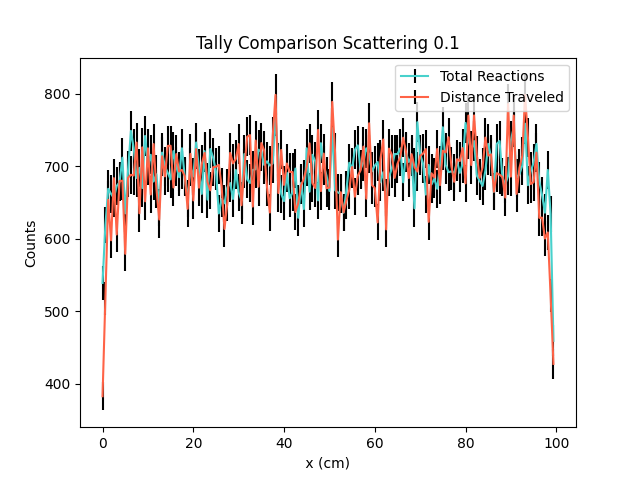 Tally Comparison Scattering 0.1
Total Reactions
Distance Traveled
Counts
800
700
600
500
400
0 20 40 60 80 100
x (cm)